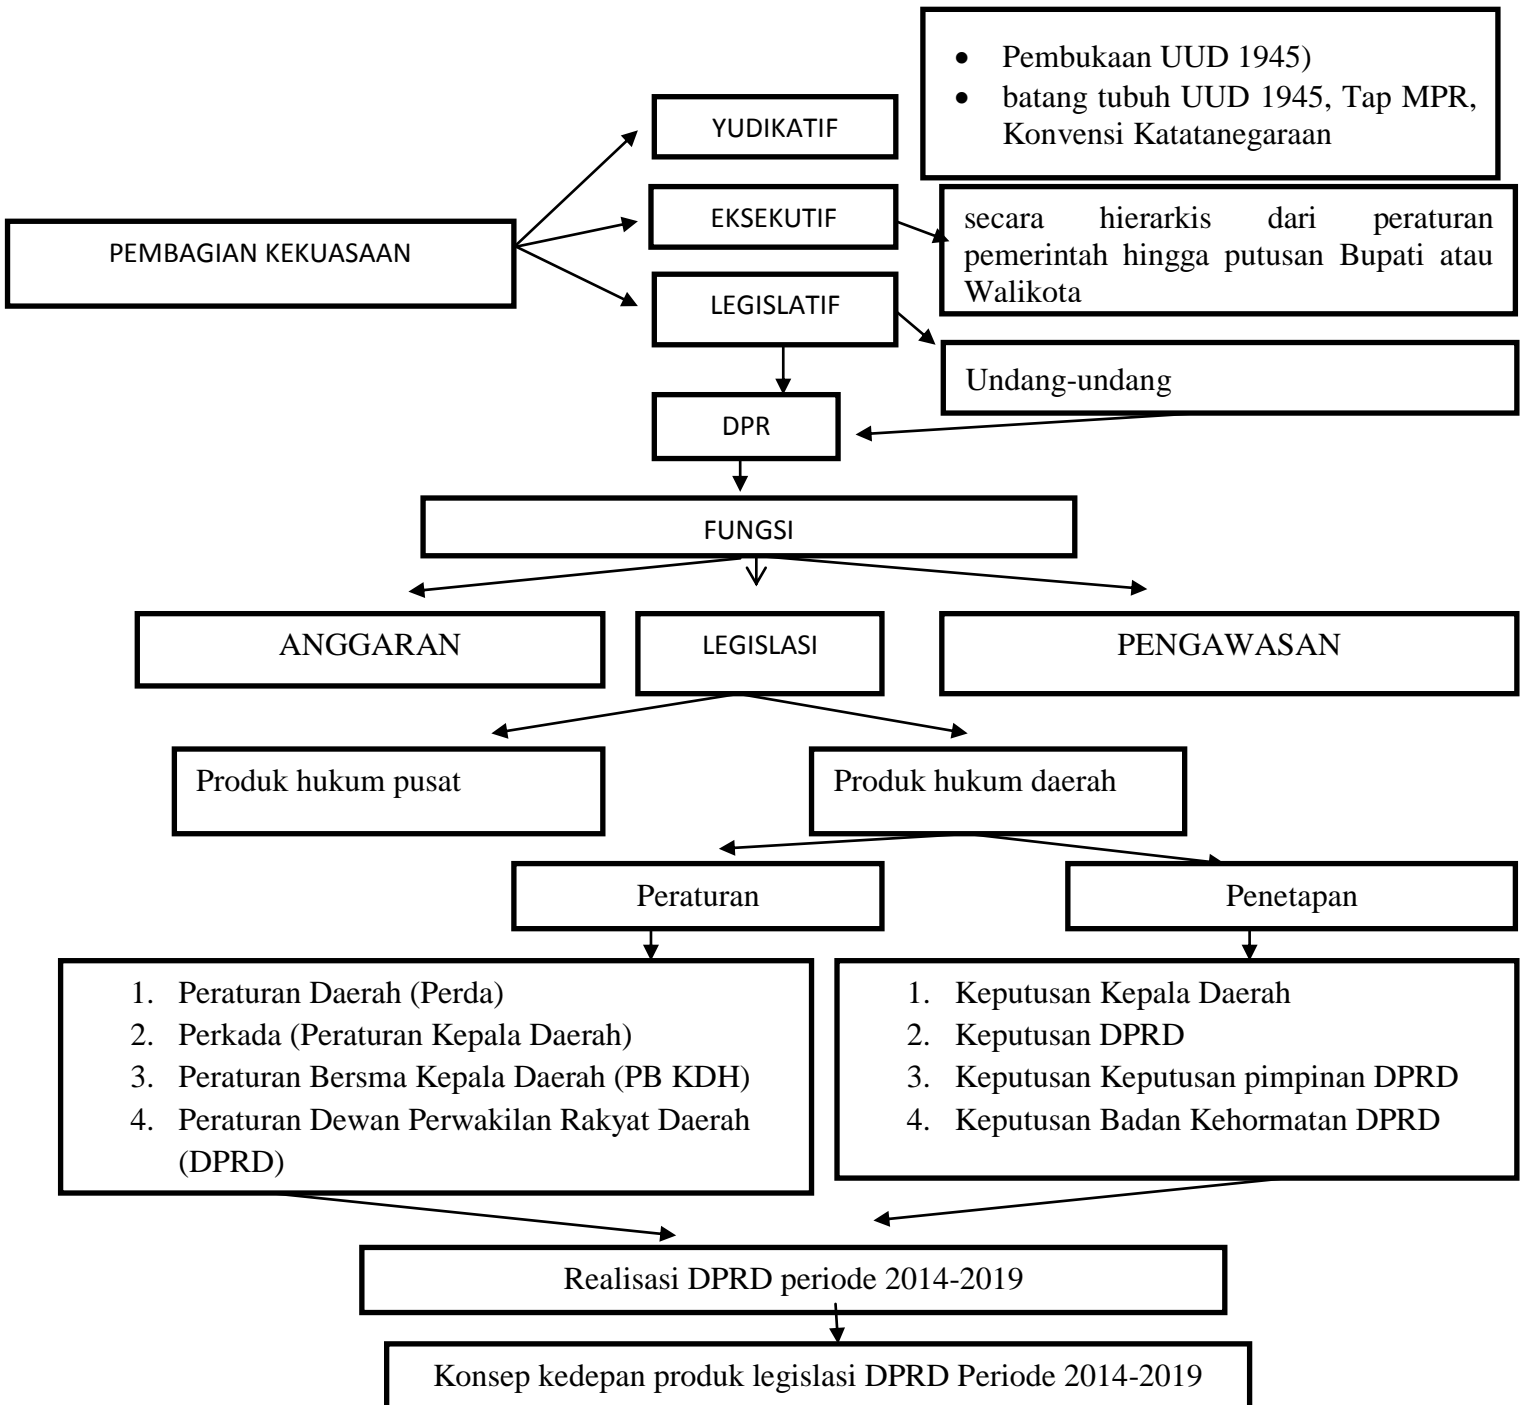 • Pembukaan UUD 1945)
• batang tubuh UUD 1945, Tap MPR,
Konvensi Katatanegaraan
YUDIKATIF
EKSEKUTIF
secara hierarkis dari peraturan
pemerintah hingga putusan Bupati atau
Walikota
PEMBAGIAN KEKUASAAN
LEGISLATIF
Undang-undang
DPR
FUNGSI
ANGGARAN
LEGISLASI
PENGAWASAN
Produk hukum pusat
Produk hukum daerah
Peraturan
Penetapan
1. Peraturan Daerah (Perda)
2. Perkada (Peraturan Kepala Daerah)
3. Peraturan Bersma Kepala Daerah (PB KDH)
4. Peraturan Dewan Perwakilan Rakyat Daerah
(DPRD)
1. Keputusan Kepala Daerah
2. Keputusan DPRD
3. Keputusan Keputusan pimpinan DPRD
4. Keputusan Badan Kehormatan DPRD
Realisasi DPRD periode 2014-2019
Konsep kedepan produk legislasi DPRD Periode 2014-2019